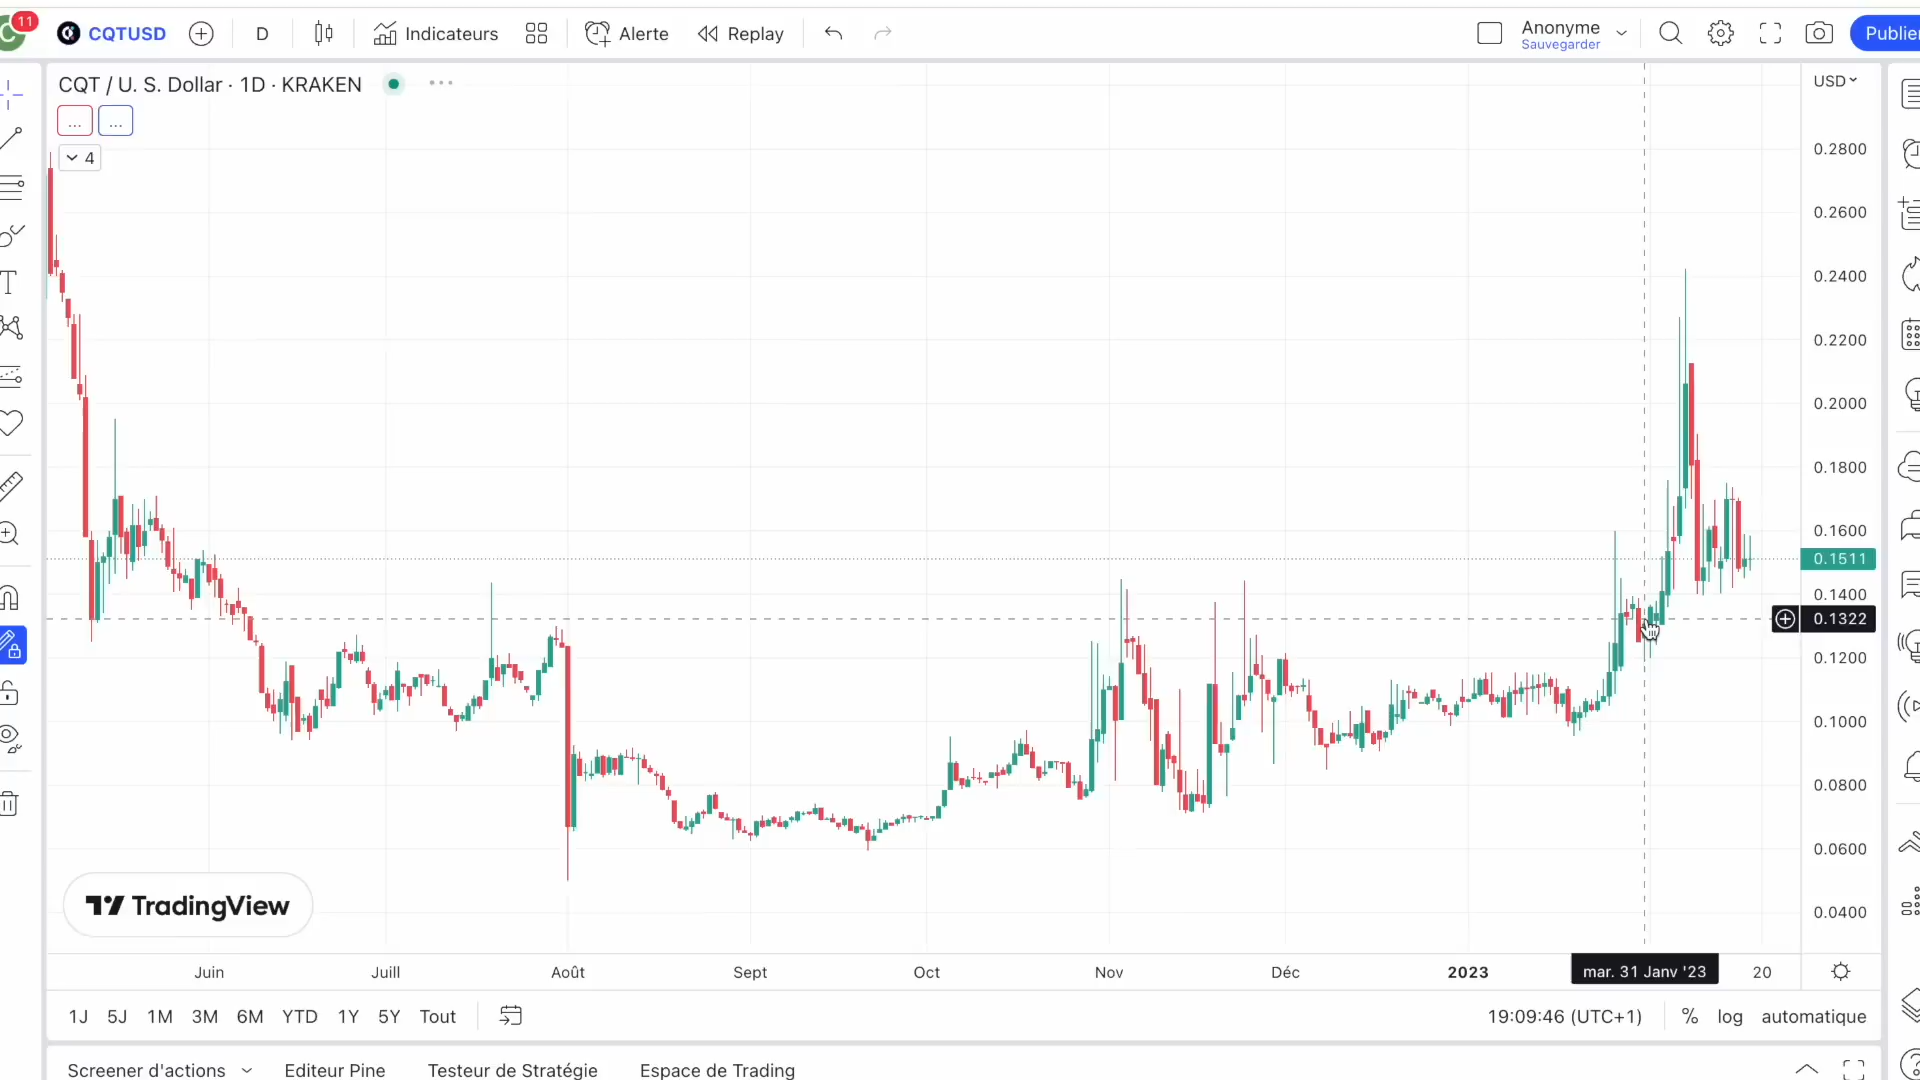 11
C
CQTUSD
D
Indicateurs
Alerte
Replay
Anonyme
Sauvegarder
Publier
CQT / U. S. Dollar · 1D · KRAKEN
USD
...
...
4
0.2800
0.2600
0.2400
0.2200
0.2000
0.1800
0.1600
0.1511
0.1400
0.1322
0.1200
0.1000
0.0800
0.0600
0.0400
TradingView
Juin
Juill
Août
Sept
Oct
Nov
Déc
2023
mar. 31 Janv '23
20
1J
5J
1M
3M
6M
YTD
1Y
5Y
Tout
19:09:46 (UTC+1)
%
log
automatique
Screener d'actions
Editeur Pine
Testeur de Stratégie
Espace de Trading